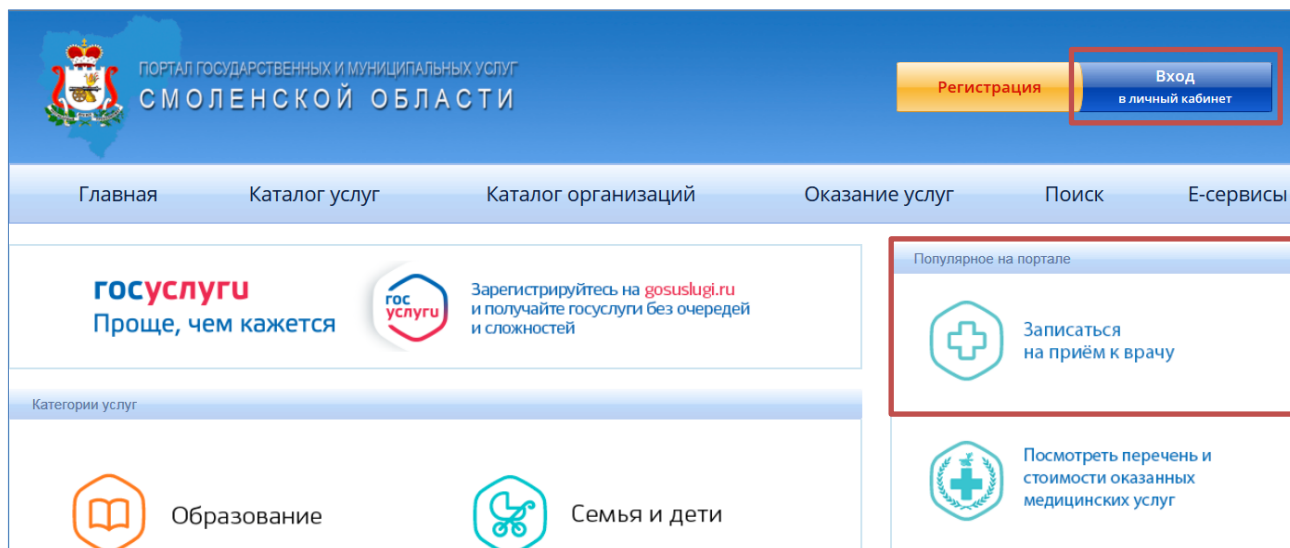 ПОРТАЛ ГОСУДАРСТВЕННЫХ И МУНИЦИПАЛЬНЫХ УСЛУГ
СМОЛЕНСКОЙ ОБЛАСТИ
Регистрация
Вход
в личный кабинет
Главная Каталог услуг Каталог организаций Оказание услуг Поиск Е-сервисы
госуслуги
Проще, чем кажется
гос
услуги
Зарегистрируйтесь на gosuslugi.ru
и получайте госуслуги без очередей
и сложностей
Популярное на портале
Записаться
на приём к врачу
Категории услуг
Посмотреть перечень и
стоимости оказанных
медицинских услуг
Образование
Семья и дети